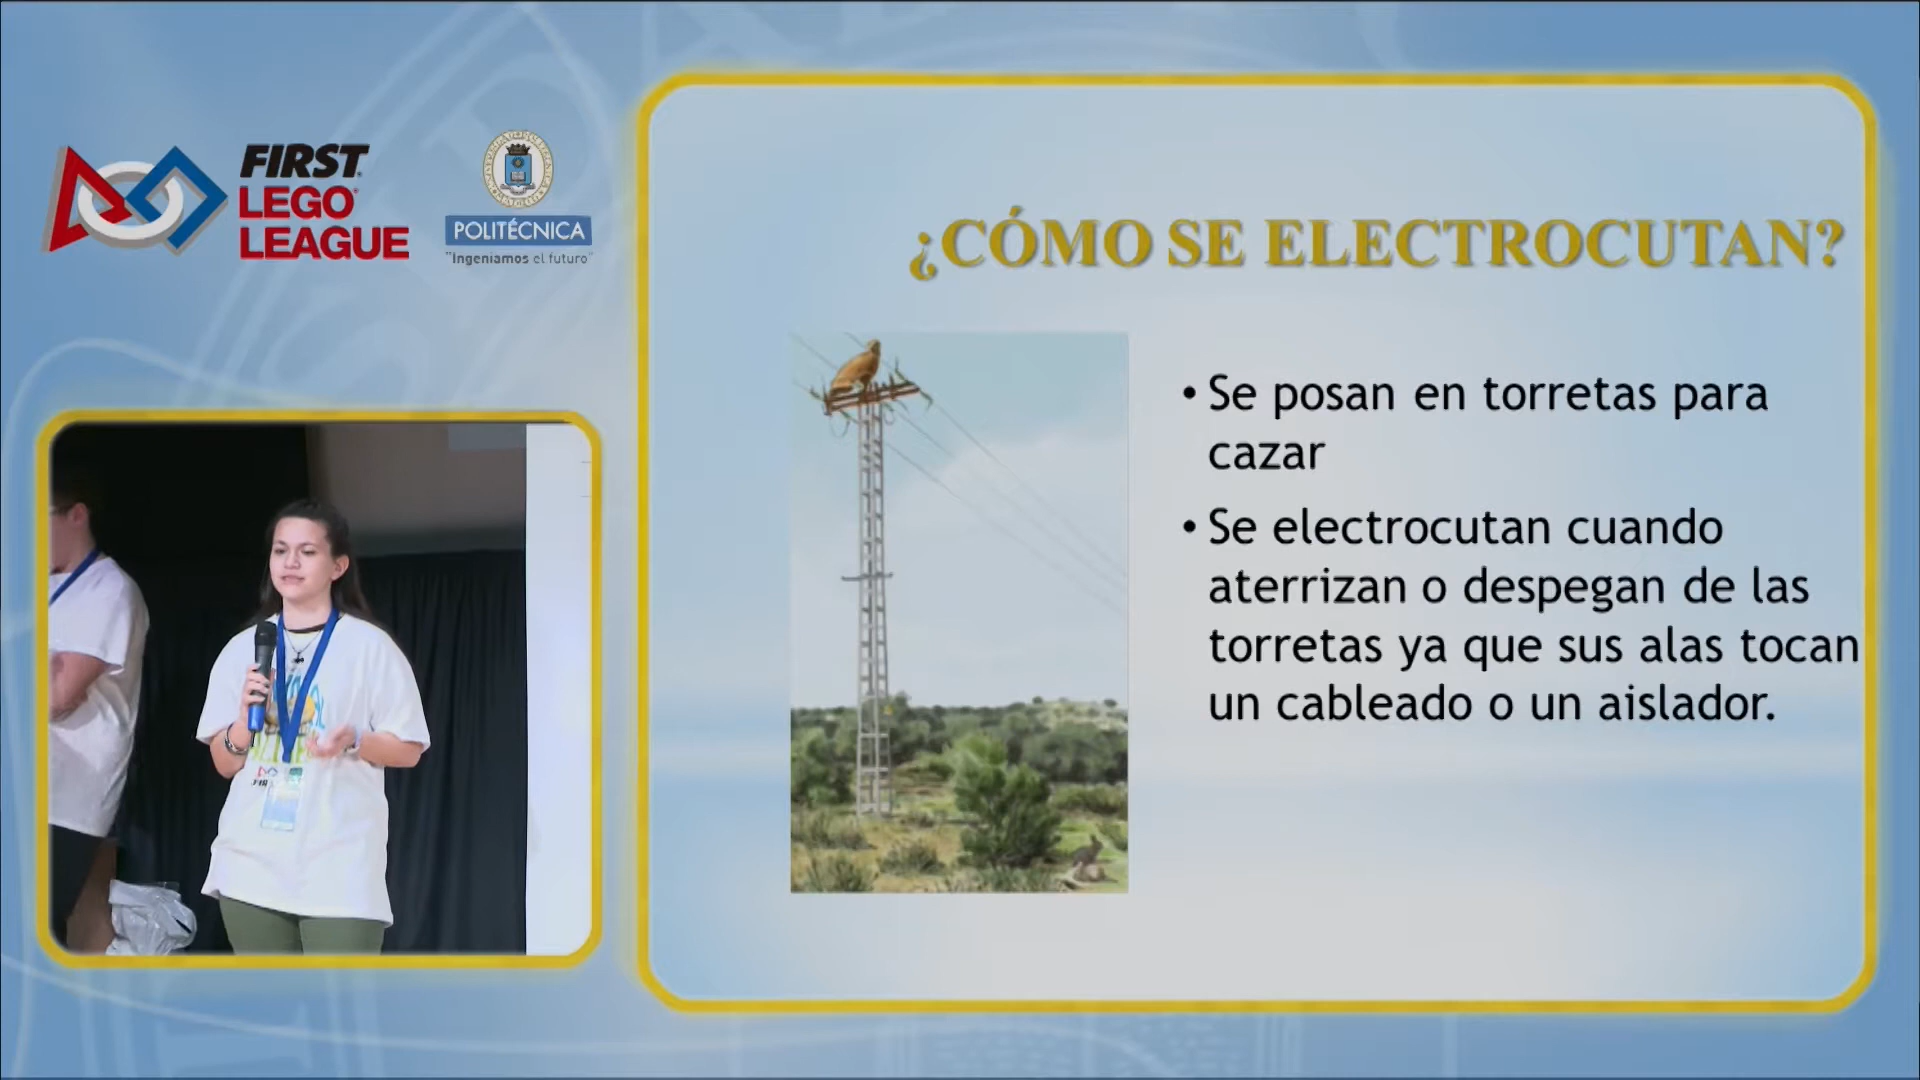 FIRST
LEGO
LEAGUE
POLITÉCNICA
"Ingeniamos el futuro"
¿CÓMO SE ELECTROCUTAN?
• Se posan en torretas para
cazar
• Se electrocutan cuando
aterrizan o despegan de las
torretas ya que sus alas tocan
un cableado o un aislador.